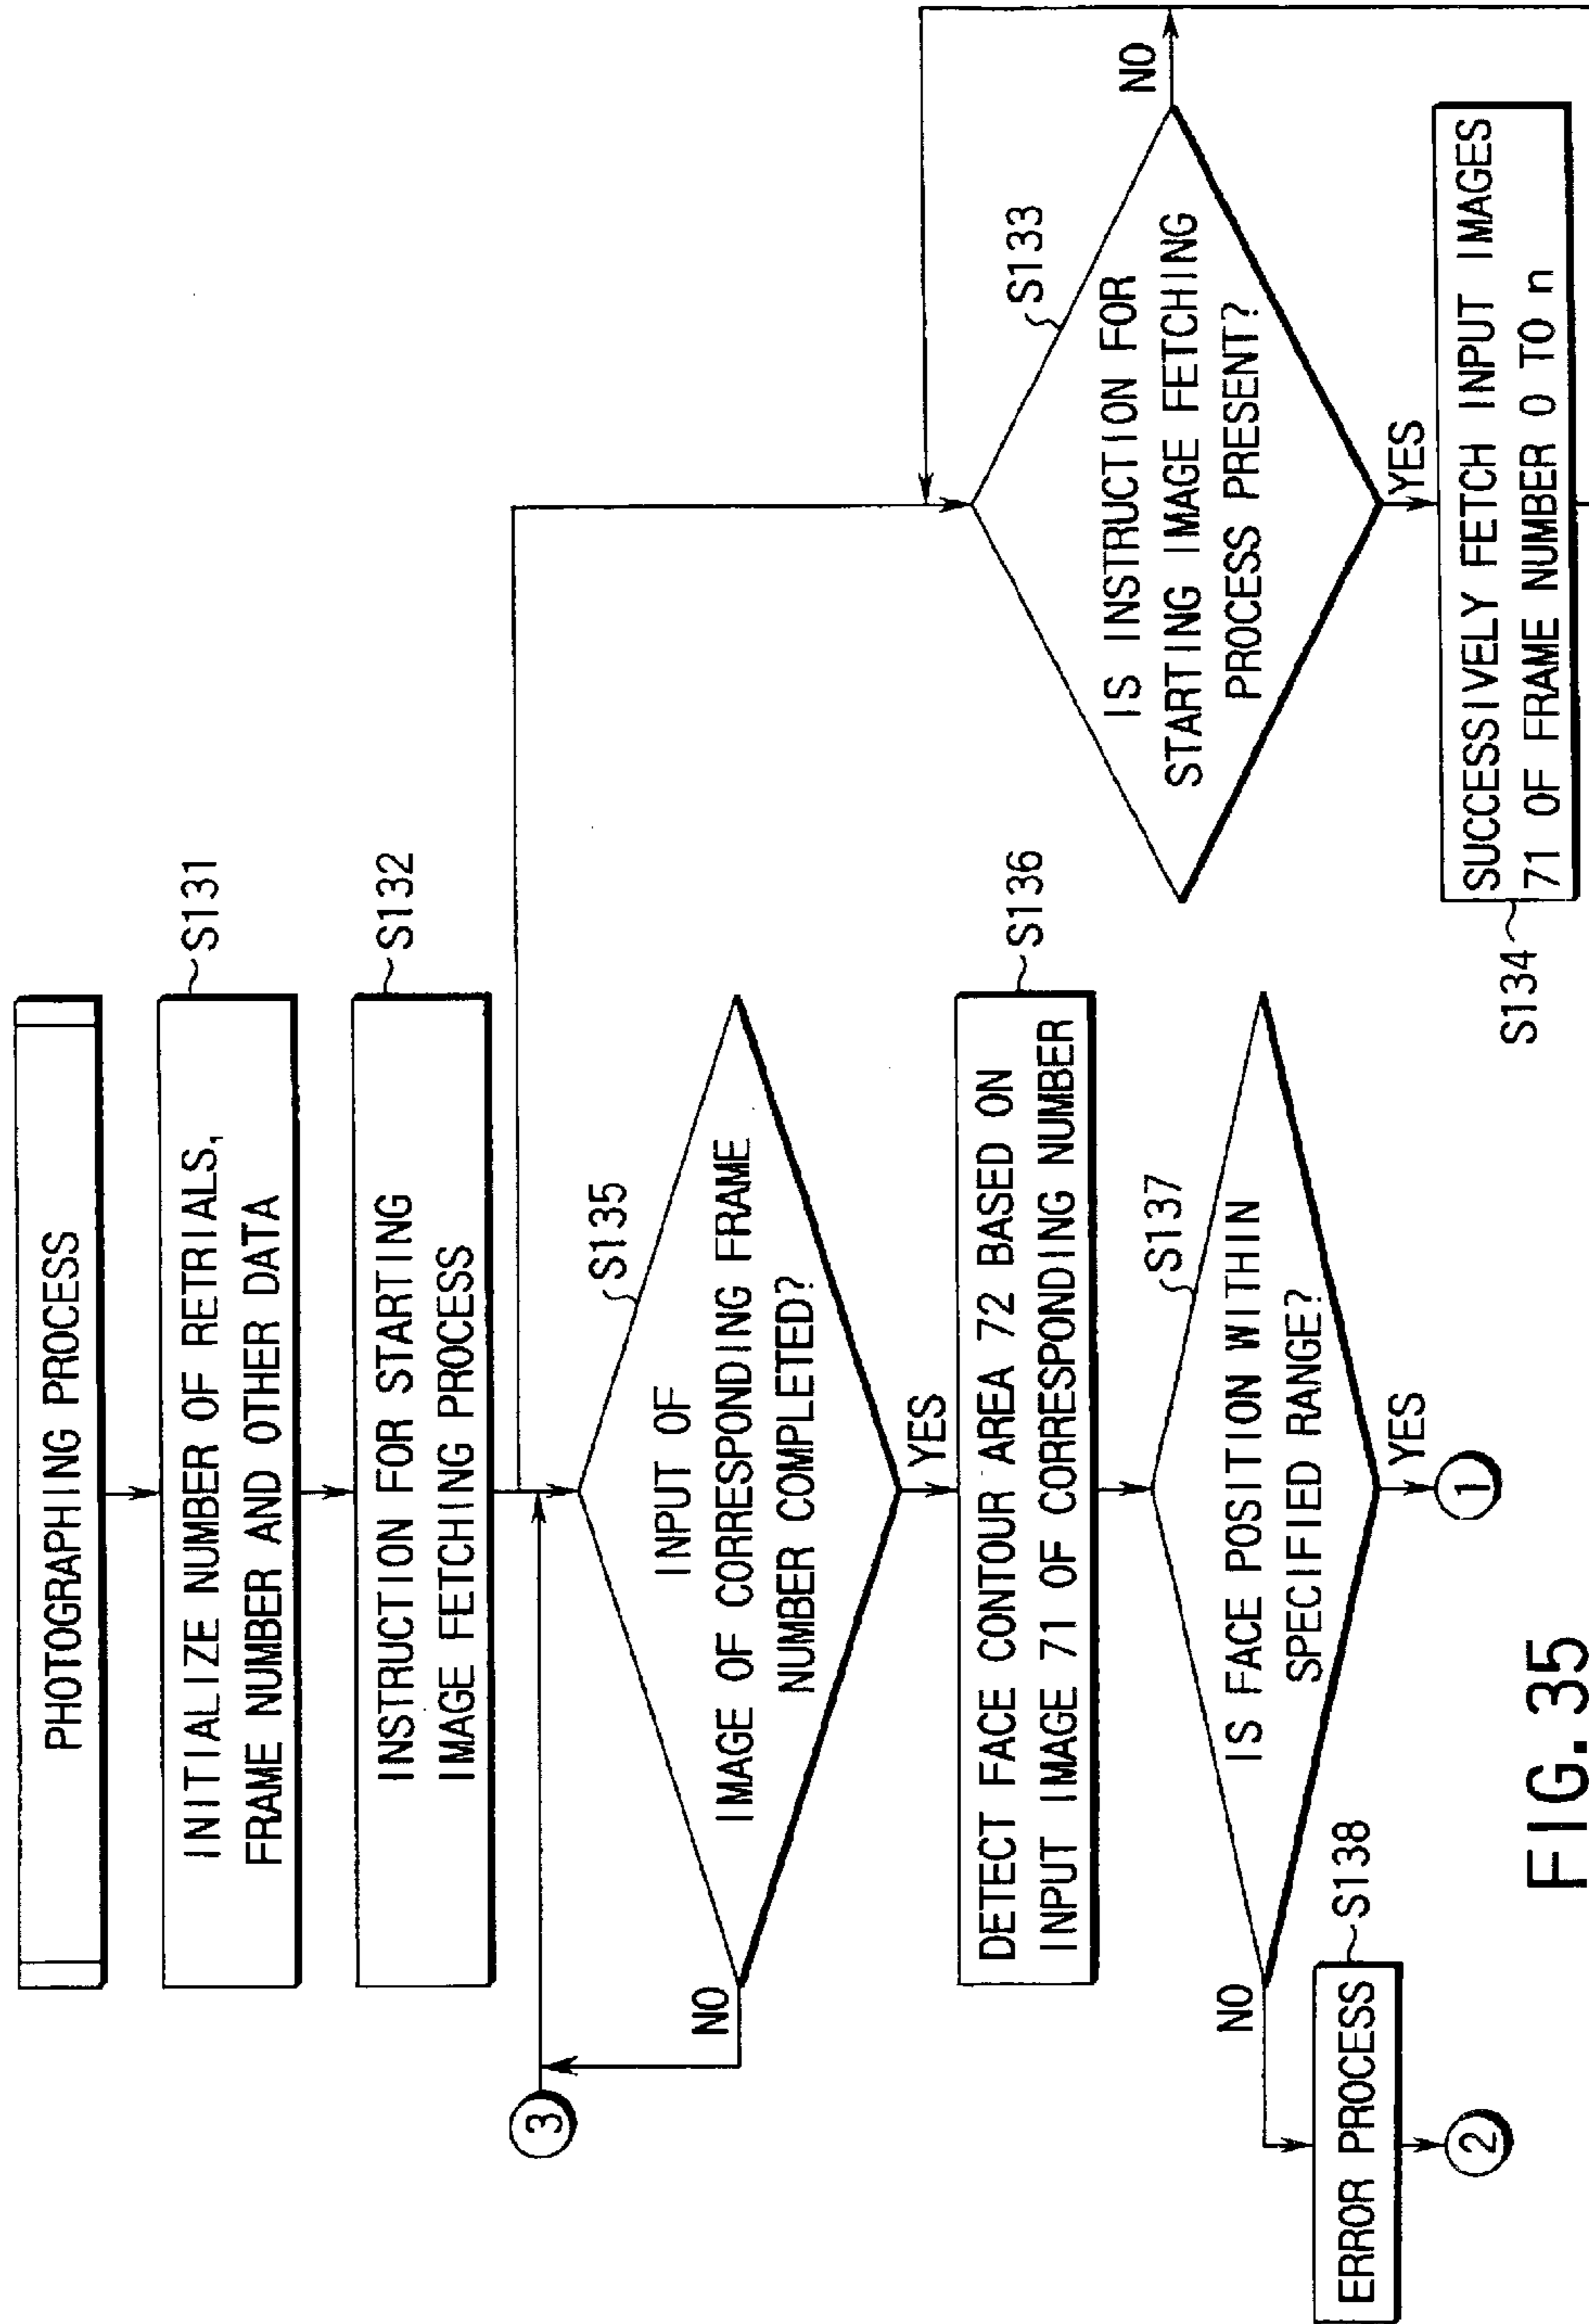 PHOTOGRAPHING PROCESS
S131
INITIALIZE NUMBER OF RETRIALS,
FRAME NUMBER AND OTHER DATA
S132
INSTRUCTION FOR STARTING
IMAGE FETCHING PROCESS
3
S135
INPUT OF
IMAGE OF CORRESPONDING FRAME
NUMBER COMPLETED?
NO
YES
S136
DETECT FACE CONTOUR AREA 72 BASED ON
INPUT IMAGE 71 OF CORRESPONDING NUMBER
S137
IS FACE POSITION WITHIN
SPECIFIED RANGE?
NO
YES
1
S138
ERROR PROCESS
2
S133
IS INSTRUCTION FOR
STARTING IMAGE FETCHING
PROCESS PRESENT?
NO
YES
S134
SUCCESSIVELY FETCH INPUT IMAGES
71 OF FRAME NUMBER 0 TO n
FIG. 35